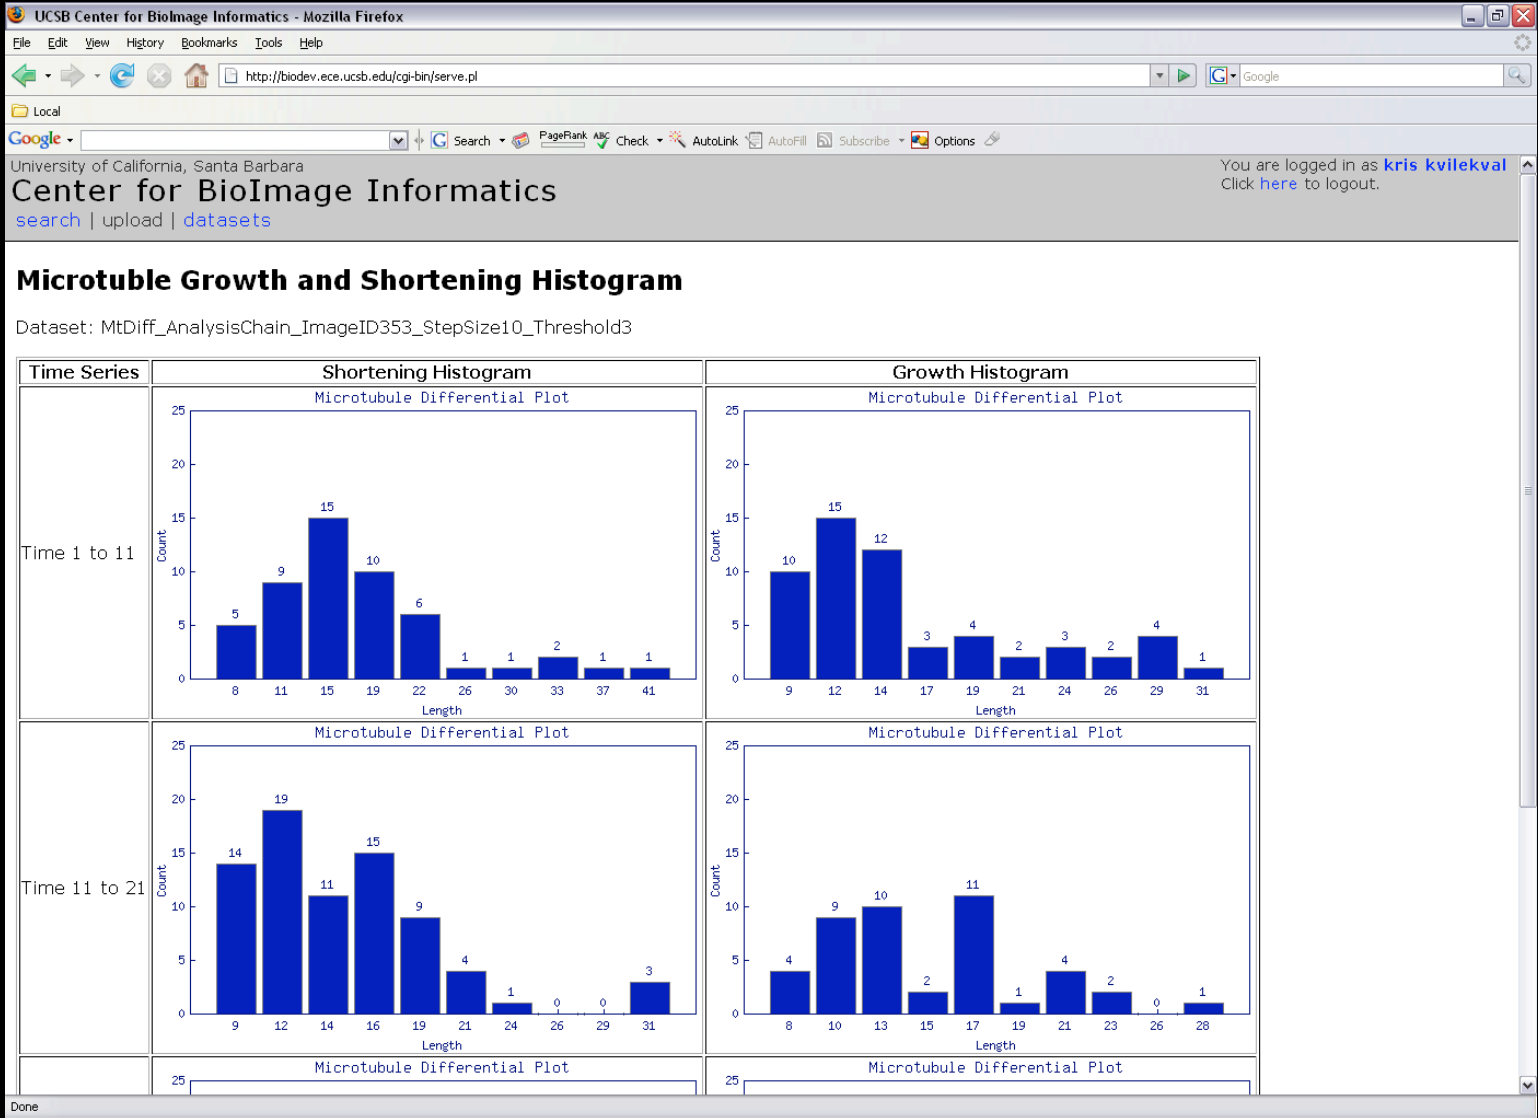 UCSB Center for BioImage Informatics - Mozilla Firefox
File Edit View History Bookmarks Tools Help
http://biodev.ece.ucsb.edu/cgi-bin/serve.pl
G Google
Local
Google G Search PageRank ABC Check AutoLink AutoFill Subscribe Options
University of California, Santa Barbara
Center for BioImage Informatics
search | upload | datasets
You are logged in as kris kvilekval
Click here to logout.
Microtuble Growth and Shortening Histogram
Dataset: MtDiff_AnalysisChain_ImageID353_StepSize10_Threshold3
Time Series Shortening Histogram Growth Histogram
Time 1 to 11
Microtubule Differential Plot
25
20
15
10
5
0
Count
5 9 15 10 6 1 1 2 1 1
8 11 15 19 22 26 30 33 37 41
Length
Microtubule Differential Plot
25
20
15
10
5
0
Count
10 15 12 3 4 2 3 2 4 1
9 12 14 17 19 21 24 26 29 31
Length
Time 11 to 21
Microtubule Differential Plot
25
20
15
10
5
0
Count
14 19 11 15 9 4 1 0 0 3
9 12 14 16 19 21 24 26 29 31
Length
Microtubule Differential Plot
25
20
15
10
5
0
Count
4 9 10 2 11 1 4 2 0 1
8 10 13 15 17 19 21 23 26 28
Length
Microtubule Differential Plot
25
Microtubule Differential Plot
25
Done